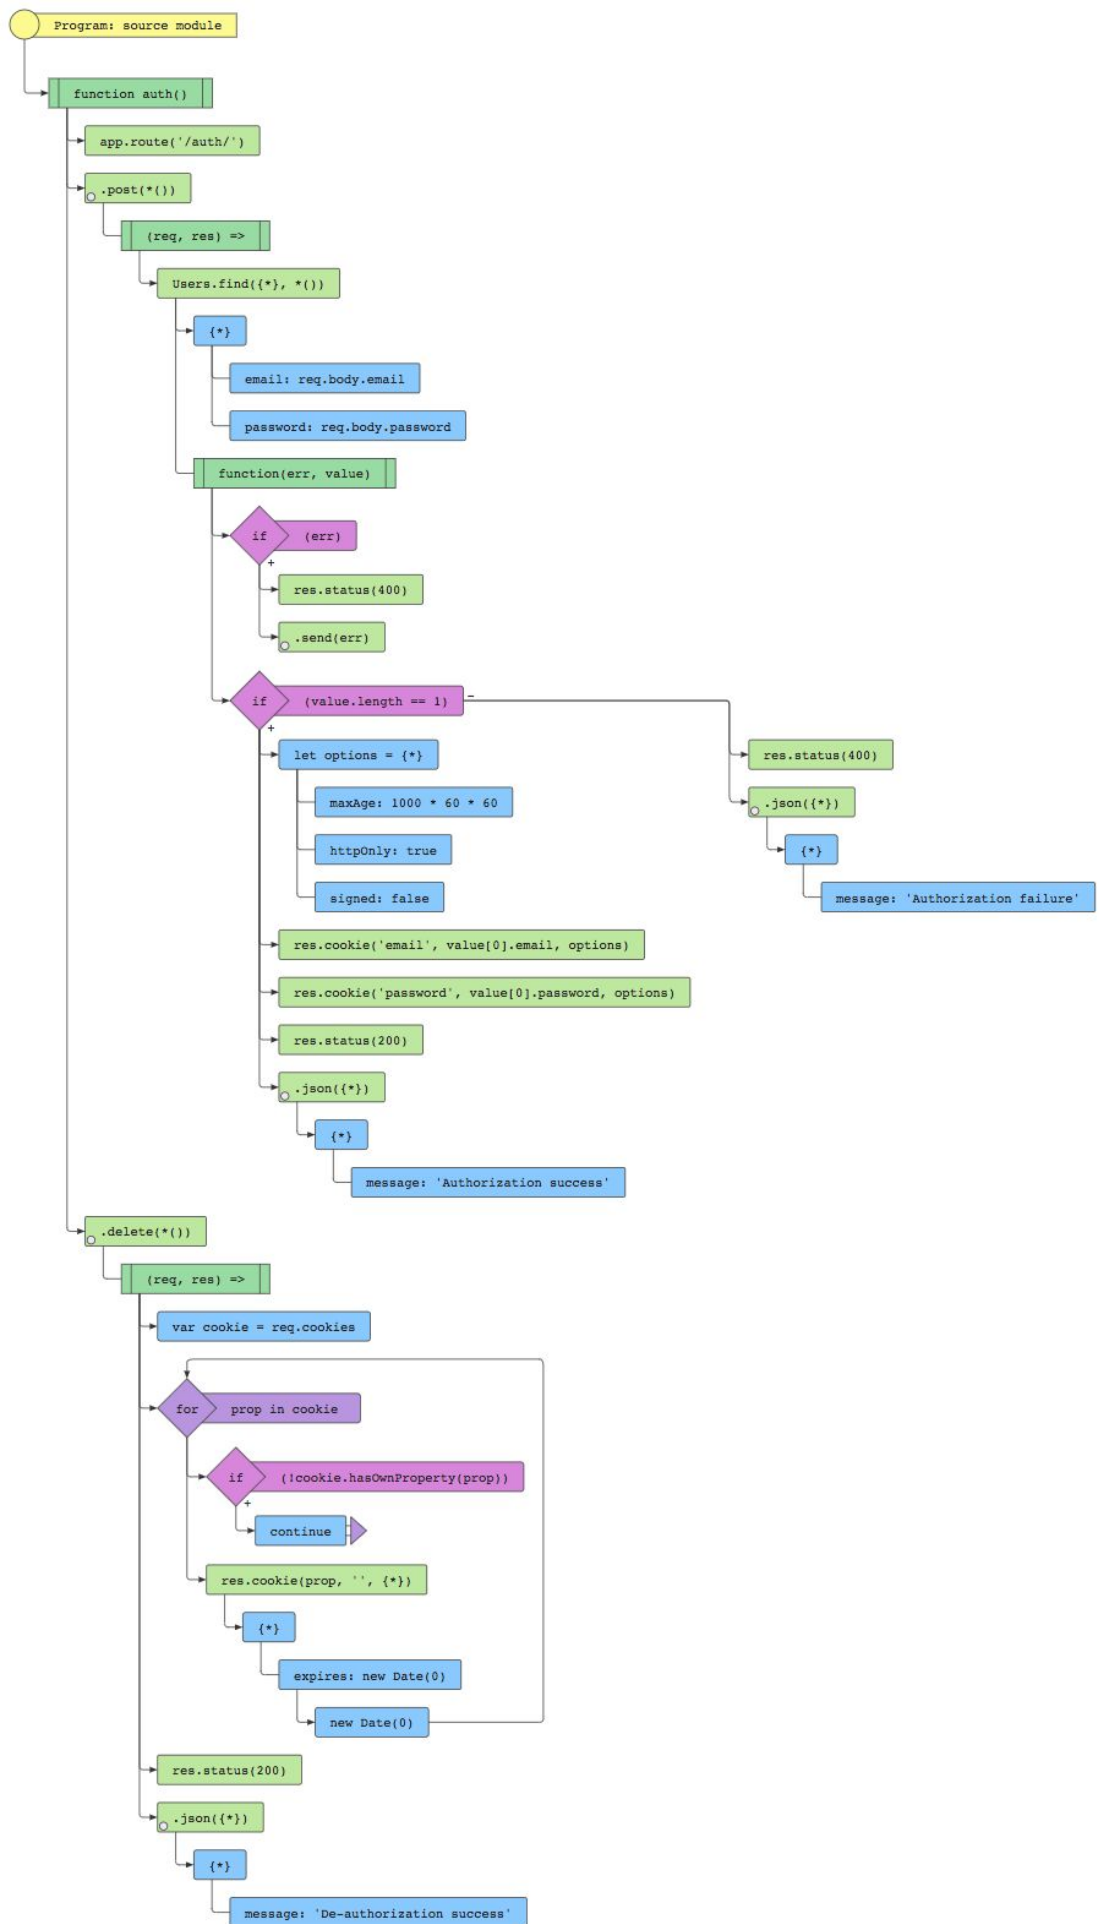 Program: source module
function auth()
app.route('/auth/')
.post(*())
(req, res) =>
Users.find({*}, *())
{*}
email: req.body.email
password: req.body.password
function(err, value)
if (err)
+
res.status(400)
.send(err)
if (value.length == 1) -
+
let options = {*}
res.status(400)
maxAge: 1000 * 60 * 60
.json({*})
httpOnly: true
{*}
signed: false
message: 'Authorization failure'
res.cookie('email', value[0].email, options)
res.cookie('password', value[0].password, options)
res.status(200)
.json({*})
{*}
message: 'Authorization success'
.delete(*())
(req, res) =>
var cookie = req.cookies
for prop in cookie
if (!cookie.hasOwnProperty(prop))
+
continue
res.cookie(prop, '', {*})
{*}
expires: new Date(0)
new Date(0)
res.status(200)
.json({*})
{*}
message: 'De-authorization success'